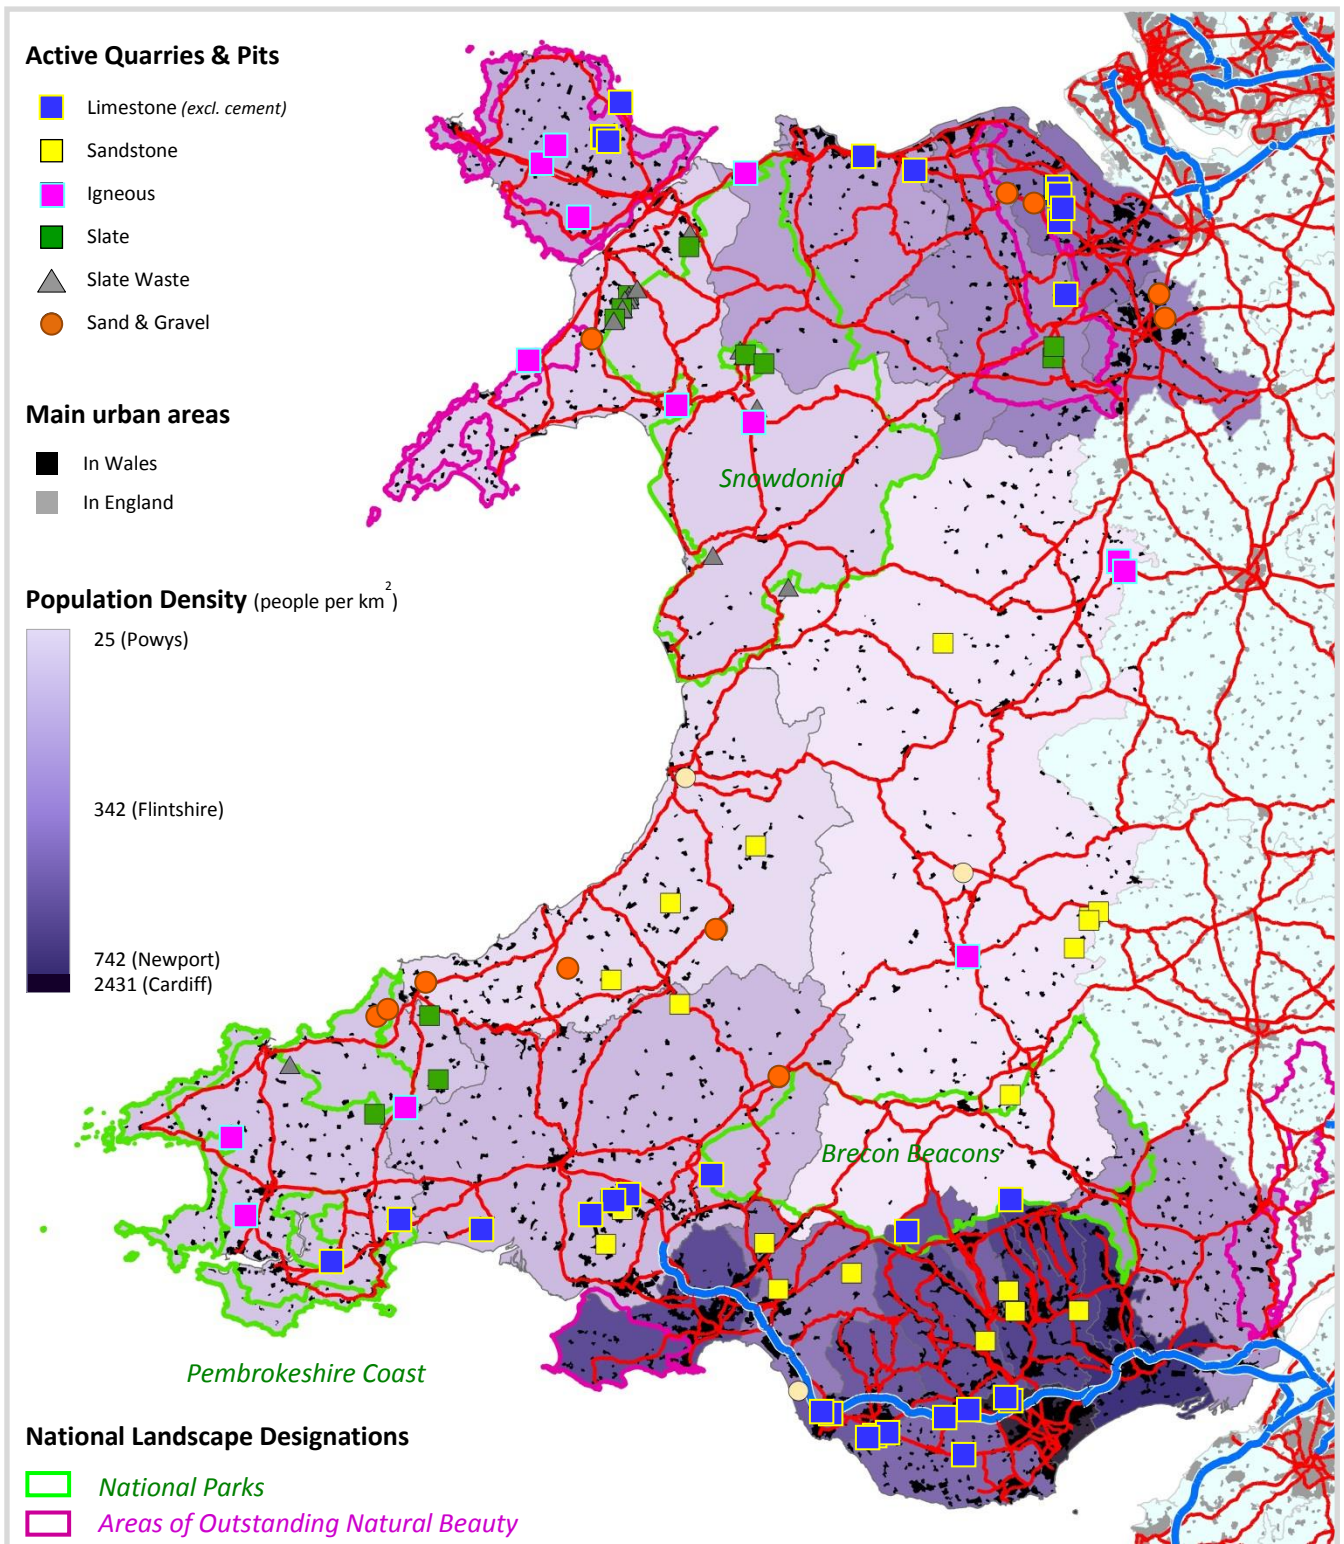 Active Quarries & Pits
Limestone (excl. cement)
Sandstone
Igneous
Slate
Slate Waste
Sand & Gravel
Main urban areas
In Wales
In England
Population Density (people per km²)
25 (Powys)
342 (Flintshire)
742 (Newport)
2431 (Cardiff)
Snowdonia
Brecon Beacons
Pembrokeshire Coast
National Landscape Designations
National Parks
Areas of Outstanding Natural Beauty